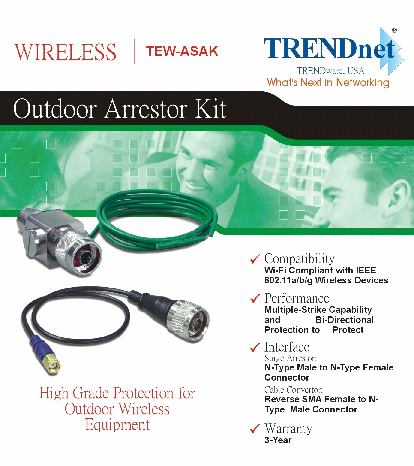 WIRELESS
TEW-ASAK
TRENDnet®
TRENDware, USA
What's Next in Networking
Outdoor Arrestor Kit
✓ Compatibility
Wi-Fi Compliant with IEEE
802.11a/b/g Wireless Devices
✓ Performance
Multiple-Strike Capability
and Bi-Directional
Protection to Protect
✓ Interface
Surge Arrestor:
N-Type Male to N-Type Female
Connector
Cable Convertor:
Reverse SMA Female to N-
Type Male Connector
✓ Warranty
3-Year
High Grade Protection for
Outdoor Wireless
Equipment